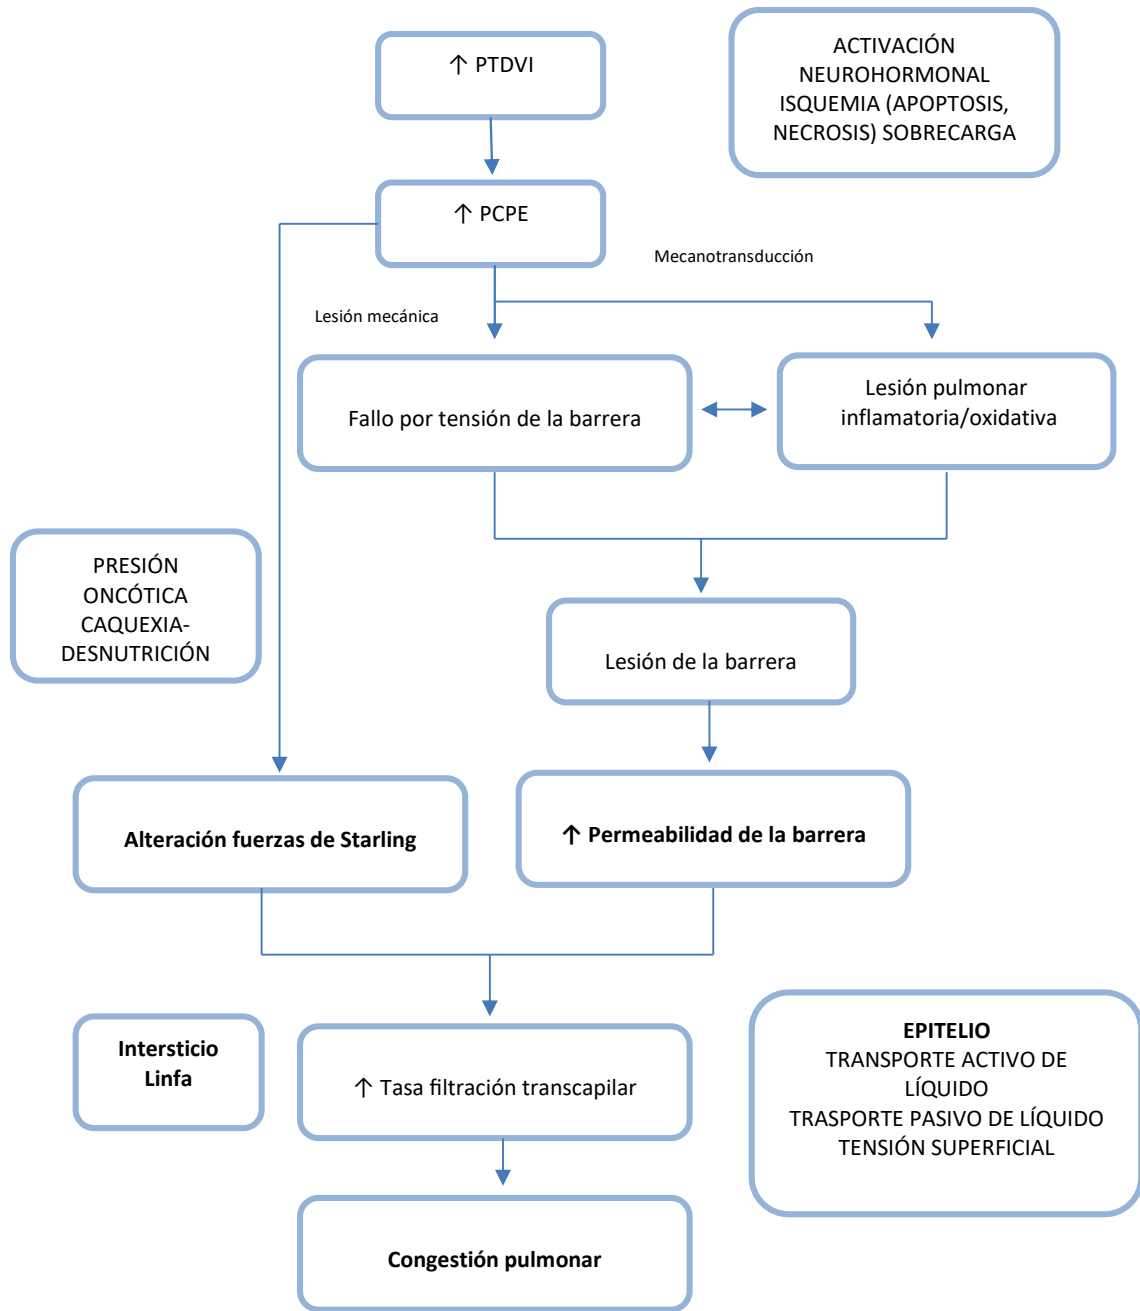 ↑ PTDVI
ACTIVACIÓN
NEUROHORMONAL
ISQUEMIA (APOPTOSIS,
NECROSIS) SOBRECARGA
↑ PCPE
Mecanotransducción
Lesión mecánica
Fallo por tensión de la barrera
Lesión pulmonar
inflamatoria/oxidativa
PRESIÓN
ONCÓTICA
CAQUEXIA-
DESNUTRICIÓN
Lesión de la barrera
Alteración fuerzas de Starling
↑ Permeabilidad de la barrera
Intersticio
Linfa
↑ Tasa filtración transcapilar
EPITELIO
TRANSPORTE ACTIVO DE
LÍQUIDO
TRASPORTE PASIVO DE LÍQUIDO
TENSIÓN SUPERFICIAL
Congestión pulmonar